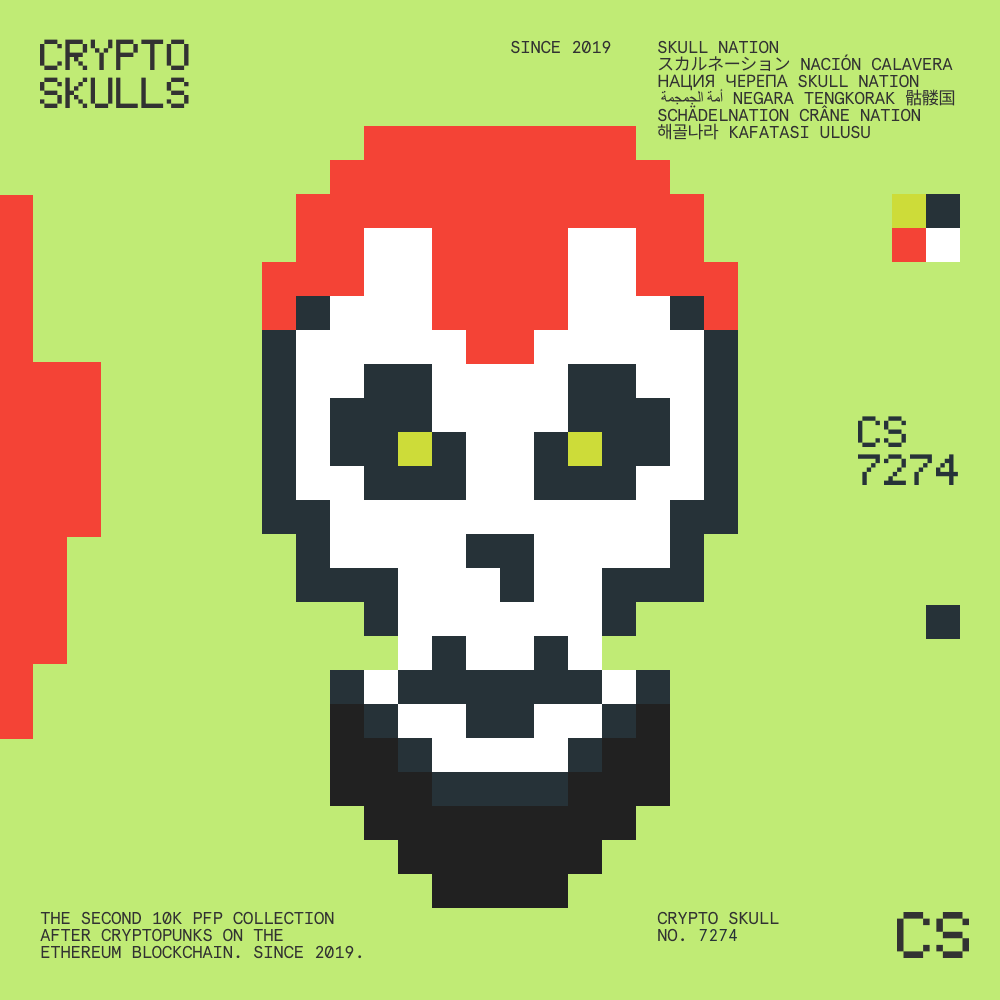 CRYPTO
SKULLS
SINCE 2019
SKULL NATION
スカルネーション NACIÓN CALAVERA
НАЦИЯ ЧЕРЕПА SKULL NATION
أمة الجمجمة NEGARA TENGKORAK 骷髅国
SCHÄDELNATION CRÂNE NATION
해골나라 KAFATASI ULUSU
CS
7274
THE SECOND 10K PFP COLLECTION
AFTER CRYPTOPUNKS ON THE
ETHEREUM BLOCKCHAIN. SINCE 2019.
CRYPTO SKULL
NO. 7274
CS